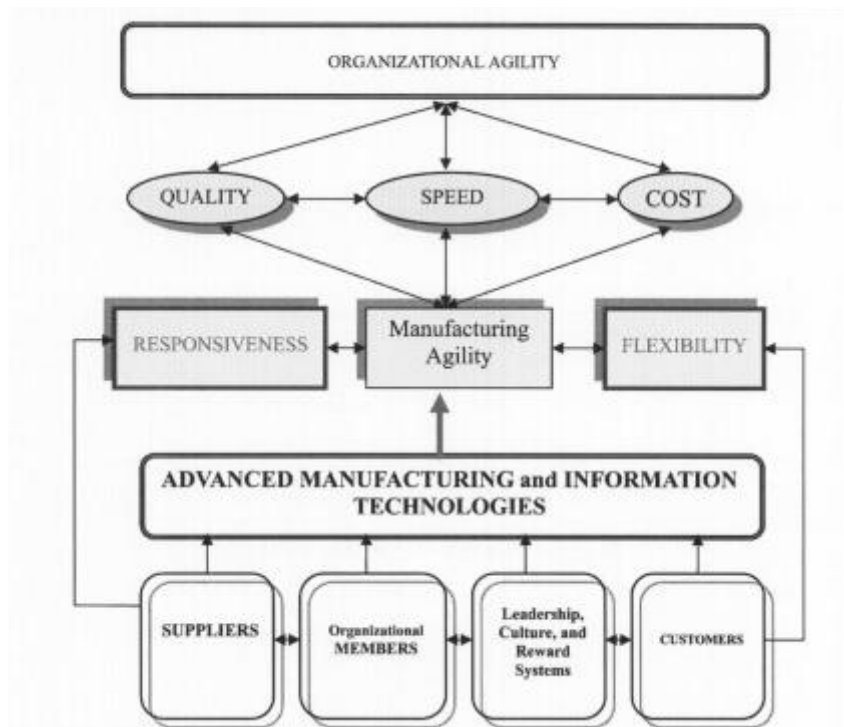 ORGANIZATIONAL AGILITY
QUALITY
SPEED
COST
RESPONSIVENESS
Manufacturing
Agility
FLEXIBILITY
ADVANCED MANUFACTURING and INFORMATION
TECHNOLOGIES
SUPPLIERS
Organizational
MEMBERS
Leadership,
Culture, and
Reward
Systems
CUSTOMERS